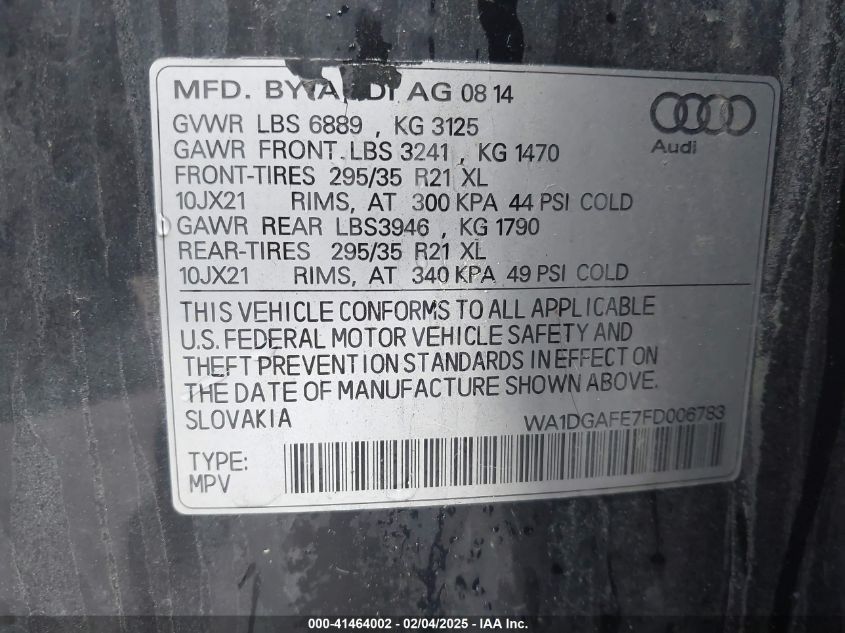 MFD. BY AUDI AG 08 14
Audi
GVWR LBS 6889 , KG 3125
GAWR FRONT LBS 3241 , KG 1470
FRONT-TIRES 295/35 R21 XL
10JX21 RIMS, AT 300 KPA 44 PSI COLD
GAWR REAR LBS3946 , KG 1790
REAR-TIRES 295/35 R21 XL
10JX21 RIMS, AT 340 KPA 49 PSI COLD
THIS VEHICLE CONFORMS TO ALL APPLICABLE
U.S. FEDERAL MOTOR VEHICLE SAFETY AND
THEFT PREVENTION STANDARDS IN EFFECT ON
THE DATE OF MANUFACTURE SHOWN ABOVE.
SLOVAKIA WA1DGAFE7FD006783
TYPE:
MPV
000-41464002 - 02/04/2025 - IAA Inc.